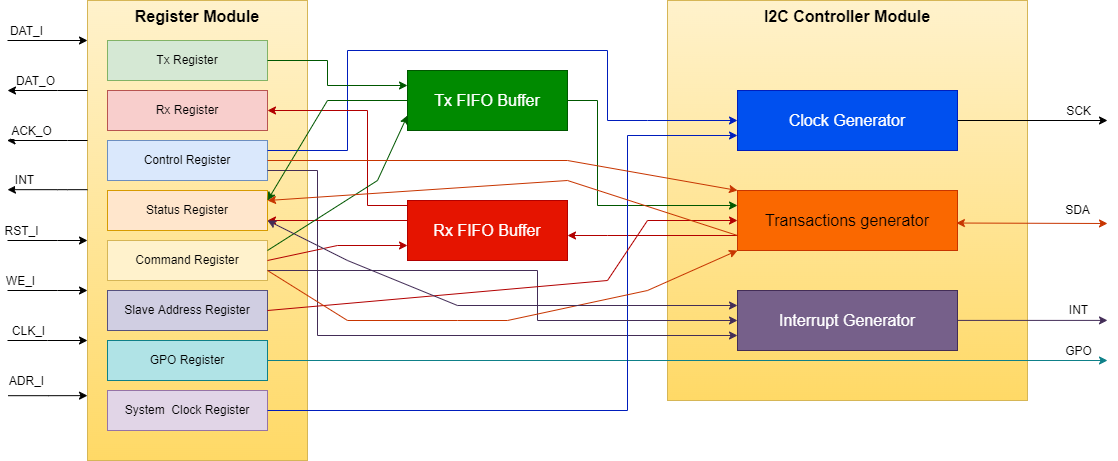 Register Module
I2C Controller Module
DAT_I
DAT_O
ACK_O
INT
RST_I
WE_I
CLK_I
ADR_I
Tx Register
Rx Register
Control Register
Status Register
Command Register
Slave Address Register
GPO Register
System Clock Register
Tx FIFO Buffer
Rx FIFO Buffer
Clock Generator
Transactions generator
Interrupt Generator
SCK
SDA
INT
GPO